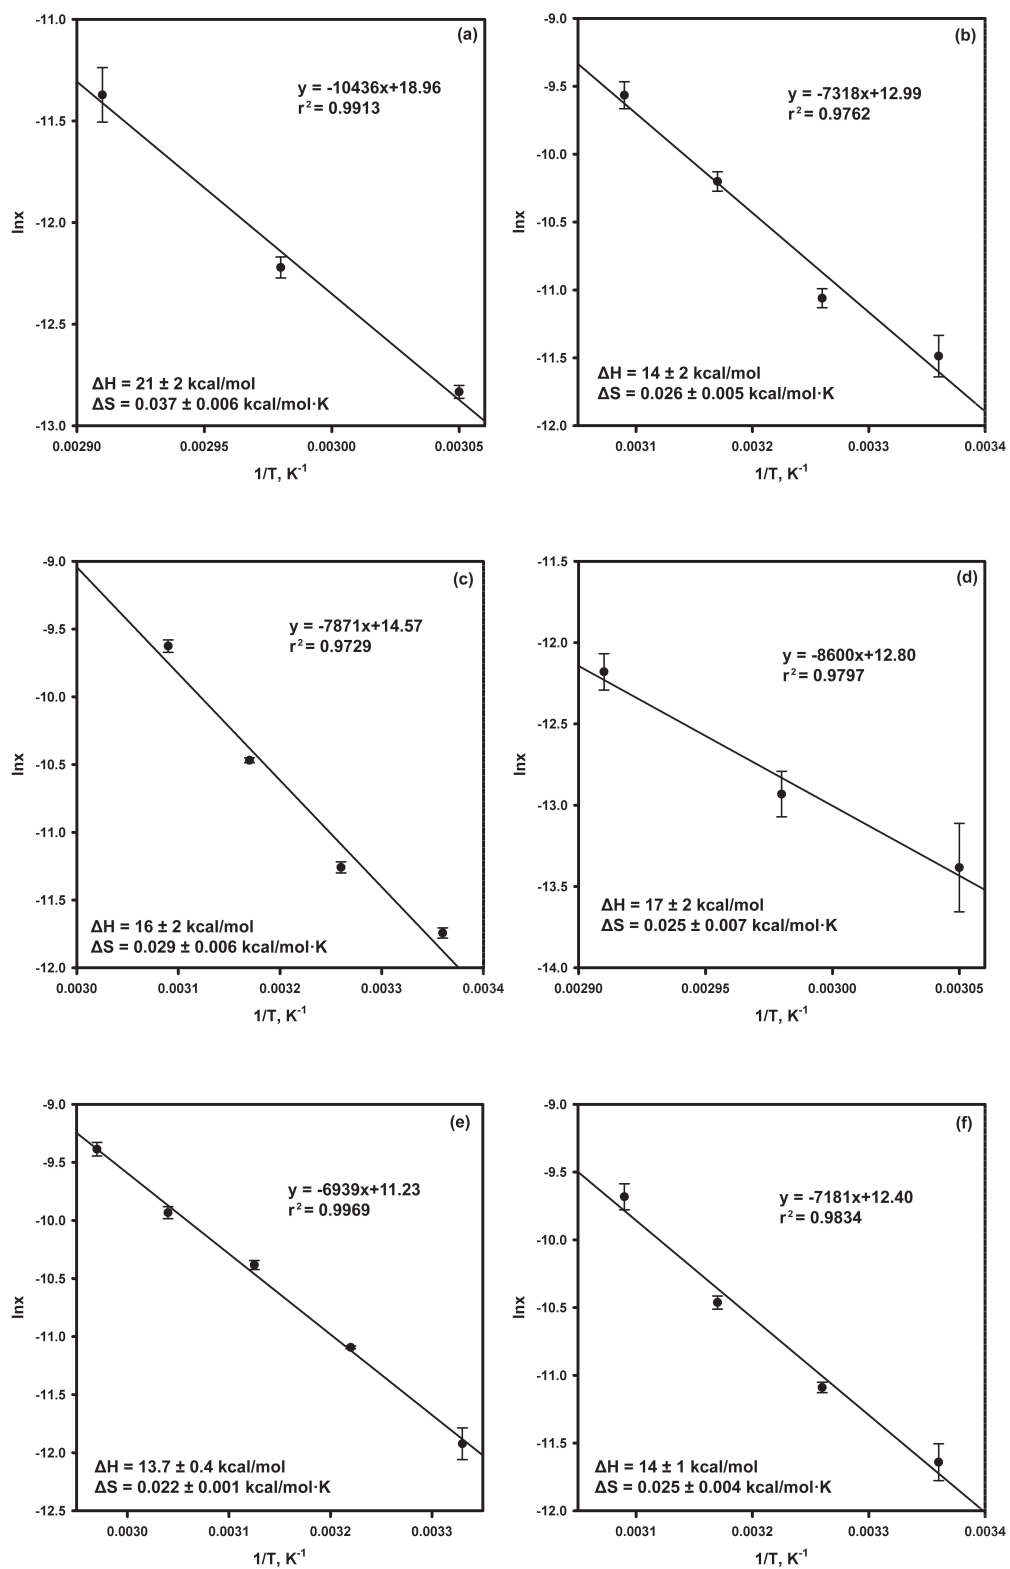 (a)
y = -10436x+18.96
r² = 0.9913
-11.0
-11.5
-12.0
-12.5
-13.0
lnx
ΔH = 21 ± 2 kcal/mol
ΔS = 0.037 ± 0.006 kcal/mol·K
0.00290 0.00295 0.00300 0.00305
1/T, K⁻¹
(b)
y = -7318x+12.99
r² = 0.9762
-9.0
-9.5
-10.0
-10.5
-11.0
-11.5
-12.0
lnx
ΔH = 14 ± 2 kcal/mol
ΔS = 0.026 ± 0.005 kcal/mol·K
0.0031 0.0032 0.0033 0.0034
1/T, K⁻¹
(c)
y = -7871x+14.57
r² = 0.9729
-9.0
-9.5
-10.0
-10.5
-11.0
-11.5
-12.0
lnx
ΔH = 16 ± 2 kcal/mol
ΔS = 0.029 ± 0.006 kcal/mol·K
0.0030 0.0031 0.0032 0.0033 0.0034
1/T, K⁻¹
(d)
y = -8600x+12.80
r² = 0.9797
-11.5
-12.0
-12.5
-13.0
-13.5
-14.0
lnx
ΔH = 17 ± 2 kcal/mol
ΔS = 0.025 ± 0.007 kcal/mol·K
0.00290 0.00295 0.00300 0.00305
1/T, K⁻¹
(e)
y = -6939x+11.23
r² = 0.9969
-9.0
-9.5
-10.0
-10.5
-11.0
-11.5
-12.0
-12.5
lnx
ΔH = 13.7 ± 0.4 kcal/mol
ΔS = 0.022 ± 0.001 kcal/mol·K
0.0030 0.0031 0.0032 0.0033
1/T, K⁻¹
(f)
y = -7181x+12.40
r² = 0.9834
-9.0
-9.5
-10.0
-10.5
-11.0
-11.5
-12.0
lnx
ΔH = 14 ± 1 kcal/mol
ΔS = 0.025 ± 0.004 kcal/mol·K
0.0031 0.0032 0.0033 0.0034
1/T, K⁻¹